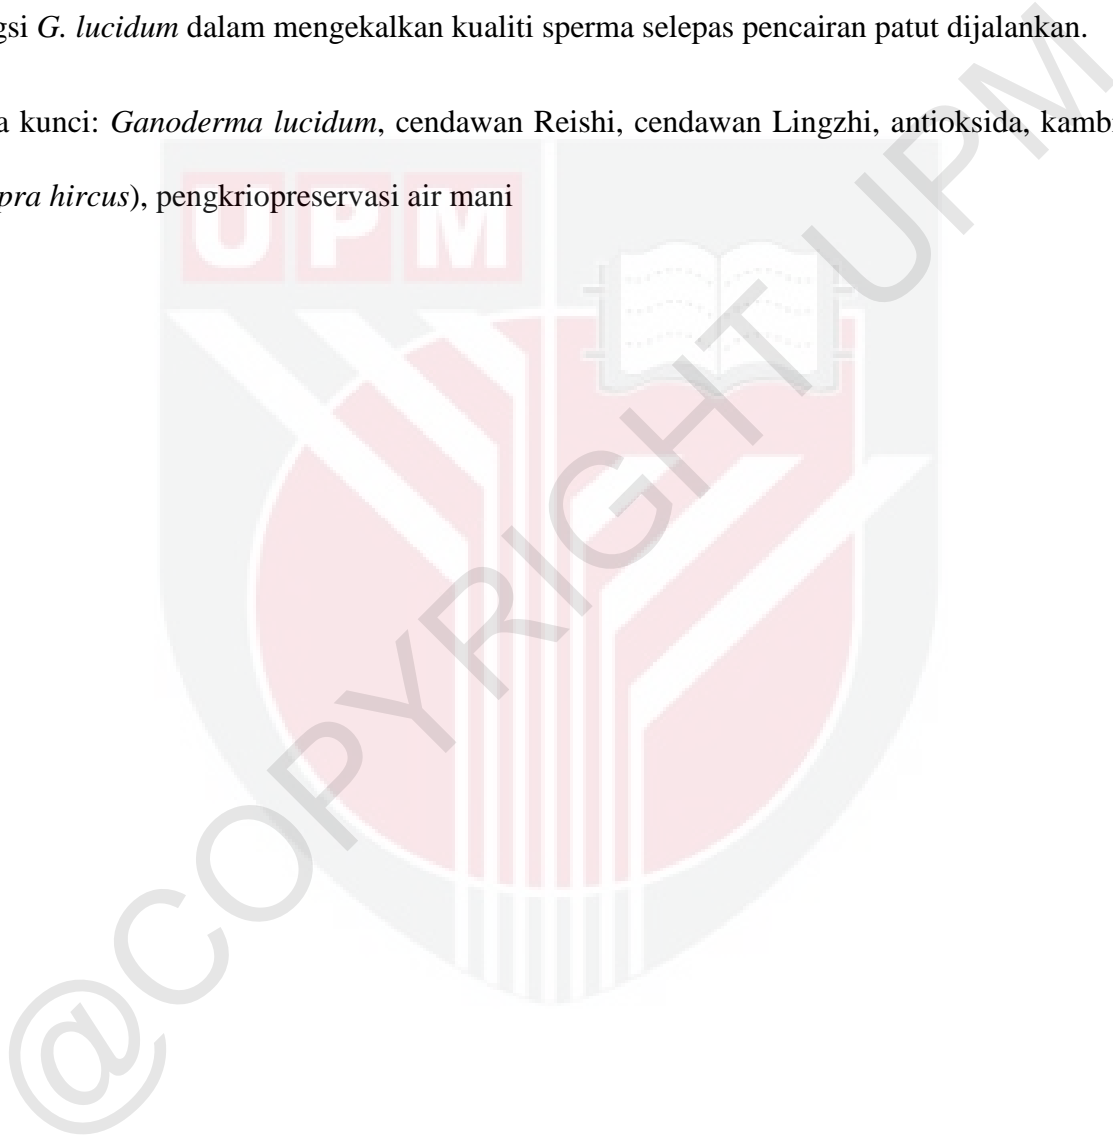 gsi G. lucidum dalam mengekalkan kualiti sperma selepas pencairan patut dijalankan.
a kunci: Ganoderma lucidum, cendawan Reishi, cendawan Lingzhi, antioksida, kamb
pra hircus), pengkriopreservasi air mani
UPM
@COPYRIGHT UPM